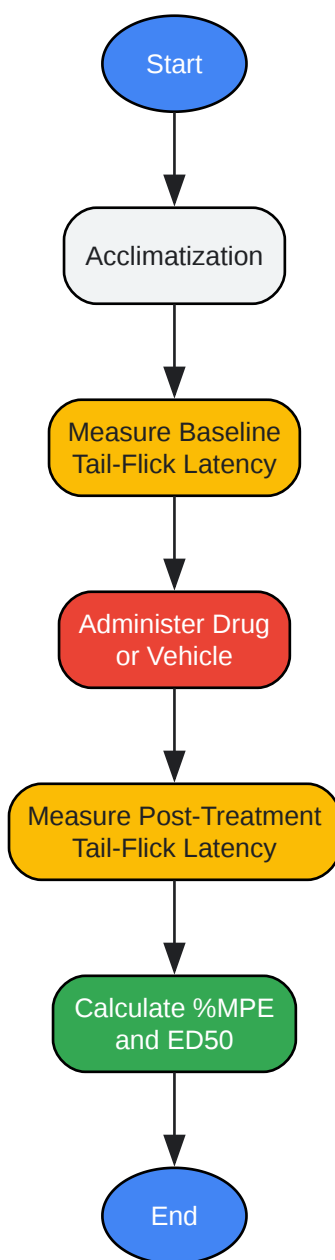 Start
Acclimatization
Measure Baseline
Tail-Flick Latency
Administer Drug
or Vehicle
Measure Post-Treatment
Tail-Flick Latency
Calculate %MPE
and ED50
End